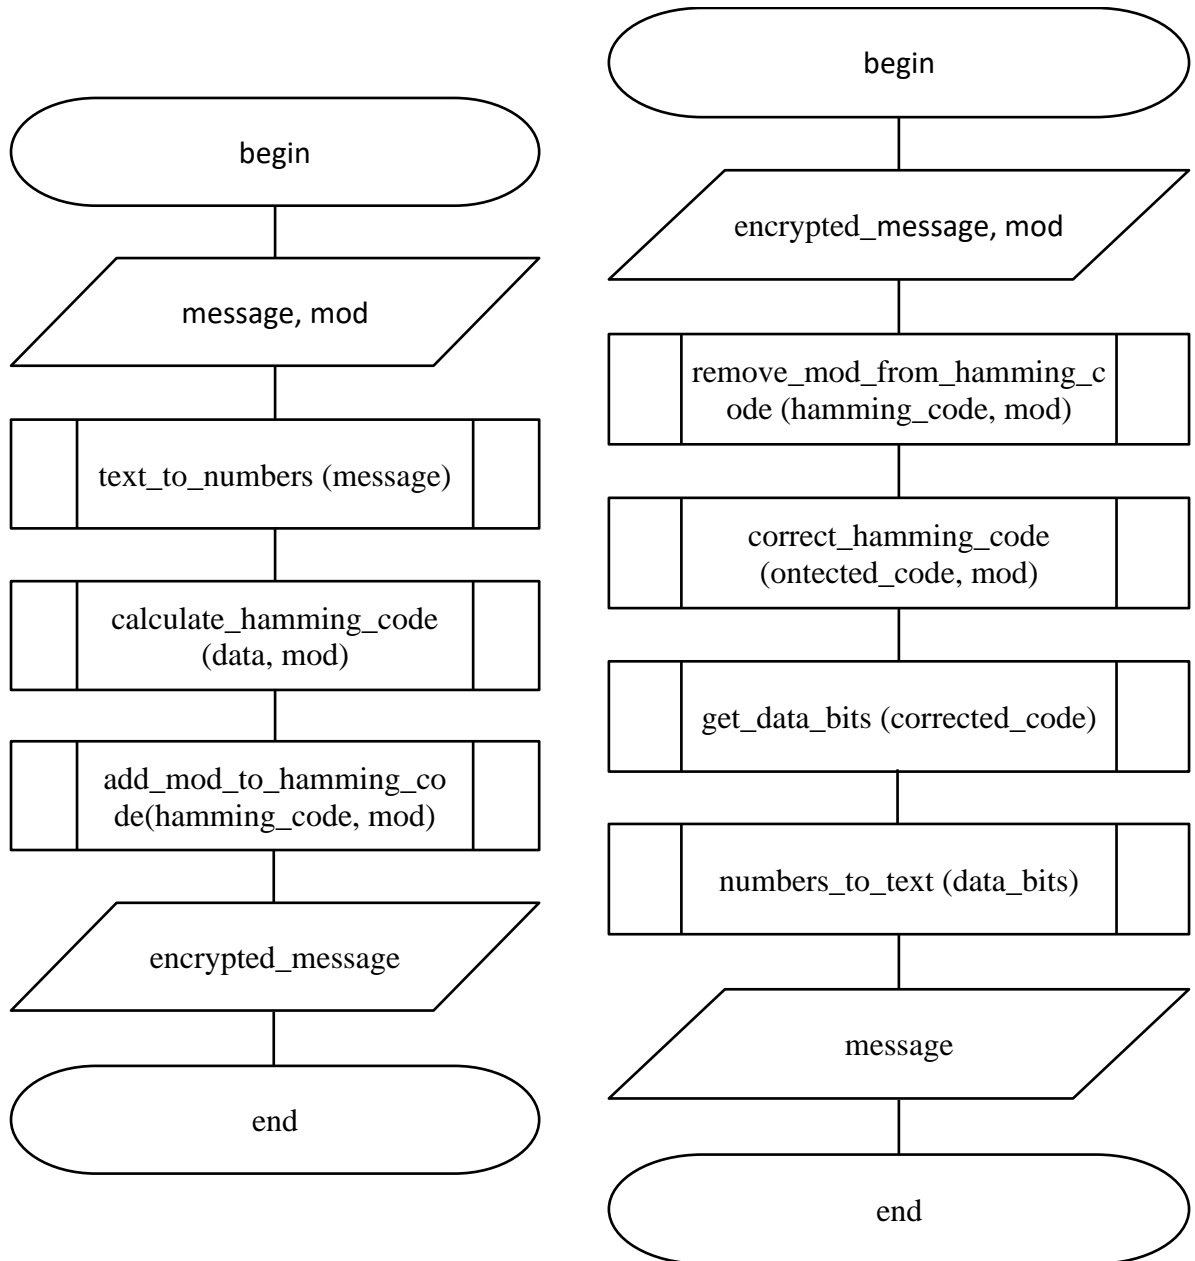 begin
message, mod
text_to_numbers (message)
calculate_hamming_code
(data, mod)
add_mod_to_hamming_co
de(hamming_code, mod)
encrypted_message
end
begin
encrypted_message, mod
remove_mod_from_hamming_c
ode (hamming_code, mod)
correct_hamming_code
(ontected_code, mod)
get_data_bits (corrected_code)
numbers_to_text (data_bits)
message
end